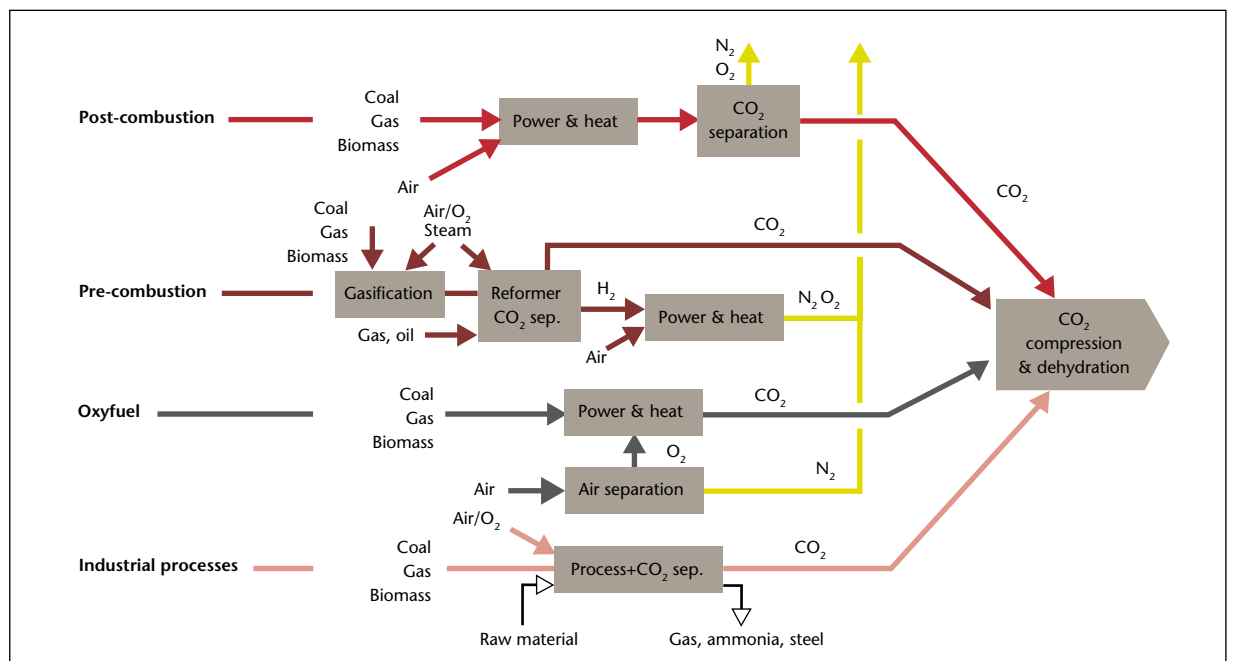 N₂
O₂
Post-combustion
Coal
Gas
Biomass
Air
Power & heat
CO₂
separation
CO₂
Pre-combustion
Coal
Gas
Biomass
Air/O₂
Steam
Gasification
Gas, oil
Reformer
CO₂ sep.
CO₂
H₂
Air
Power & heat
N₂ O₂
CO₂
compression
& dehydration
Oxyfuel
Coal
Gas
Biomass
Power & heat
CO₂
O₂
Air
Air separation
N₂
Industrial processes
Coal
Gas
Biomass
Air/O₂
Process+CO₂ sep.
CO₂
Raw material
Gas, ammonia, steel